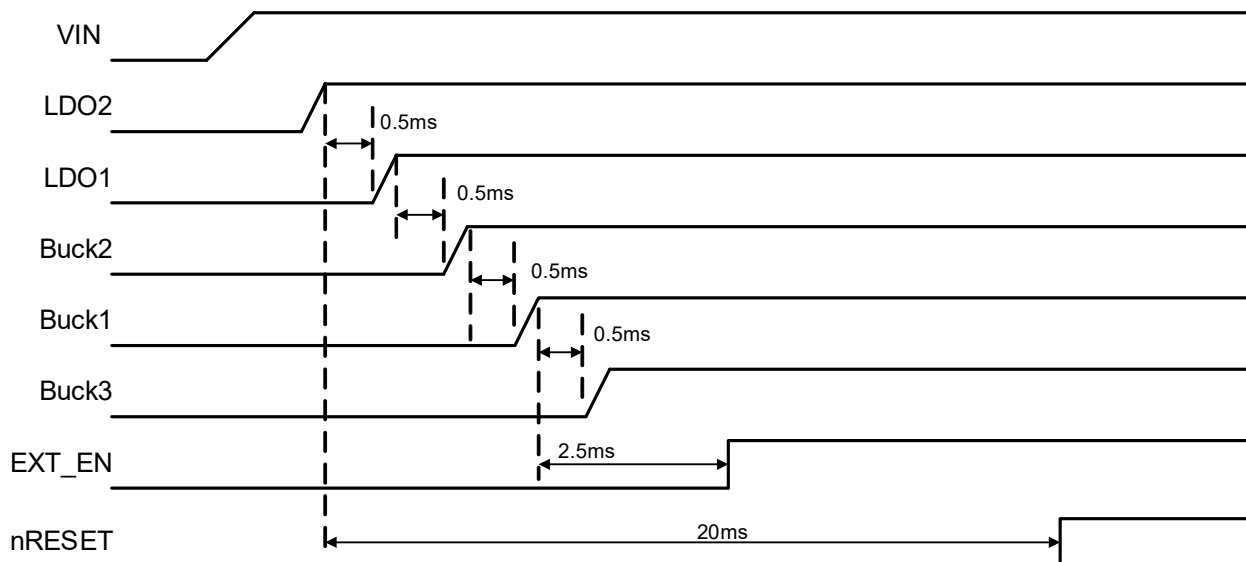 VIN
LDO2
0.5ms
LDO1
0.5ms
Buck2
0.5ms
Buck1
0.5ms
Buck3
EXT_EN
2.5ms
nRESET
20ms